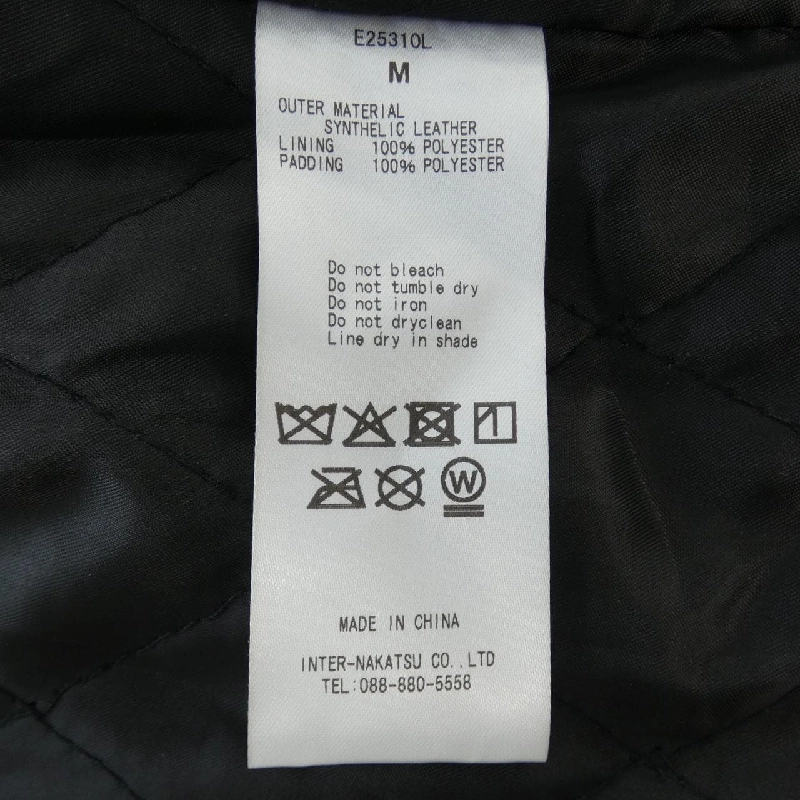 E25310L
M
OUTER MATERIAL
SYNTHELIC LEATHER
LINING 100% POLYESTER
PADDING 100% POLYESTER
Do not bleach
Do not tumble dry
Do not iron
Do not dryclean
Line dry in shade
W
MADE IN CHINA
INTER-NAKATSU CO.,LTD
TEL:088-880-5558